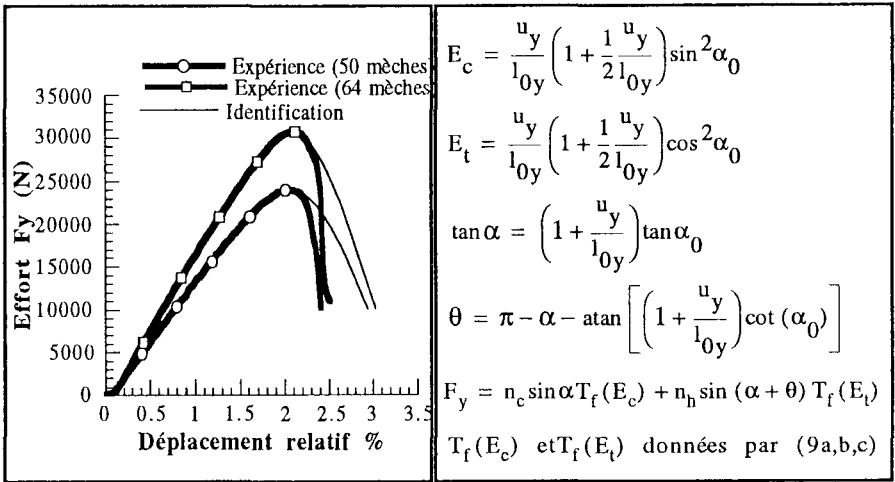 Expérience (50 mèches)
Expérience (64 mèches
Identification
35000
30000
25000
20000
15000
10000
5000
0
Effort Fy (N)
0 0.5 1 1.5 2 2.5 3 3.5
Déplacement relatif %
E_c = u_y/l_0y (1 + 1/2 u_y/l_0y) sin²α_0
E_t = u_y/l_0y (1 + 1/2 u_y/l_0y) cos²α_0
tan α = (1 + u_y/l_0y) tan α_0
θ = π − α − atan[(1 + u_y/l_0y) cot (α_0)]
F_y = n_c sin α T_f(E_c) + n_h sin (α + θ) T_f(E_t)
T_f(E_c) et T_f(E_t) données par (9a,b,c)